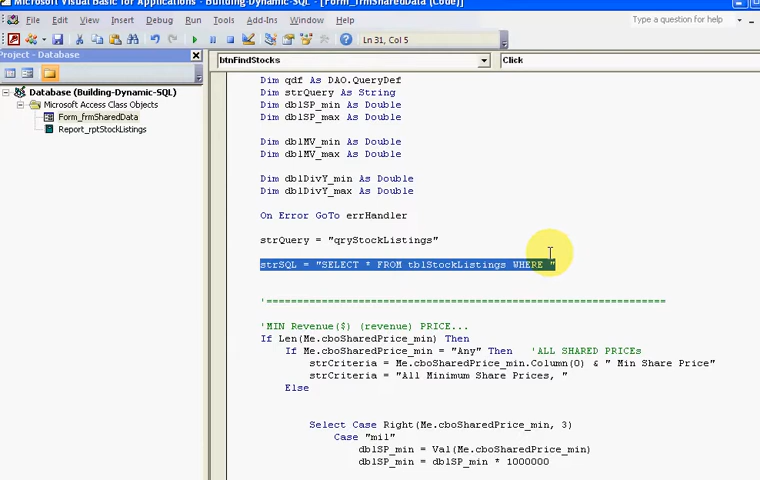 Microsoft Visual Basic for Applications - Building-Dynamic-SQL - [Form_frmSharedData (Code)]
File Edit View Insert Debug Run Tools Add-Ins Window Help
Type a question for help
Ln 31, Col 5
Project - Database
btnFindStocks
Click
Database (Building-Dynamic-SQL)
Microsoft Access Class Objects
Form_frmSharedData
Report_rptStockListings
Dim qdf As DAO.QueryDef
Dim strQuery As String
Dim dblSP_min As Double
Dim dblSP_max As Double
Dim dblMV_min As Double
Dim dblMV_max As Double
Dim dblDivY_min As Double
Dim dblDivY_max As Double
On Error GoTo errHandler
strQuery = "qryStockListings"
strSQL = "SELECT * FROM tblStockListings WHERE "
'=================================================================
'MIN Revenue($) (revenue) PRICE...
If Len(Me.cboSharedPrice_min) Then
If Me.cboSharedPrice_min = "Any" Then 'ALL SHARED PRICEs
strCriteria = Me.cboSharedPrice_min.Column(0) & " Min Share Price"
strCriteria = "All Minimum Share Prices, "
Else
Select Case Right(Me.cboSharedPrice_min, 3)
Case "mil"
dblSP_min = Val(Me.cboSharedPrice_min)
dblSP_min = dblSP_min * 1000000